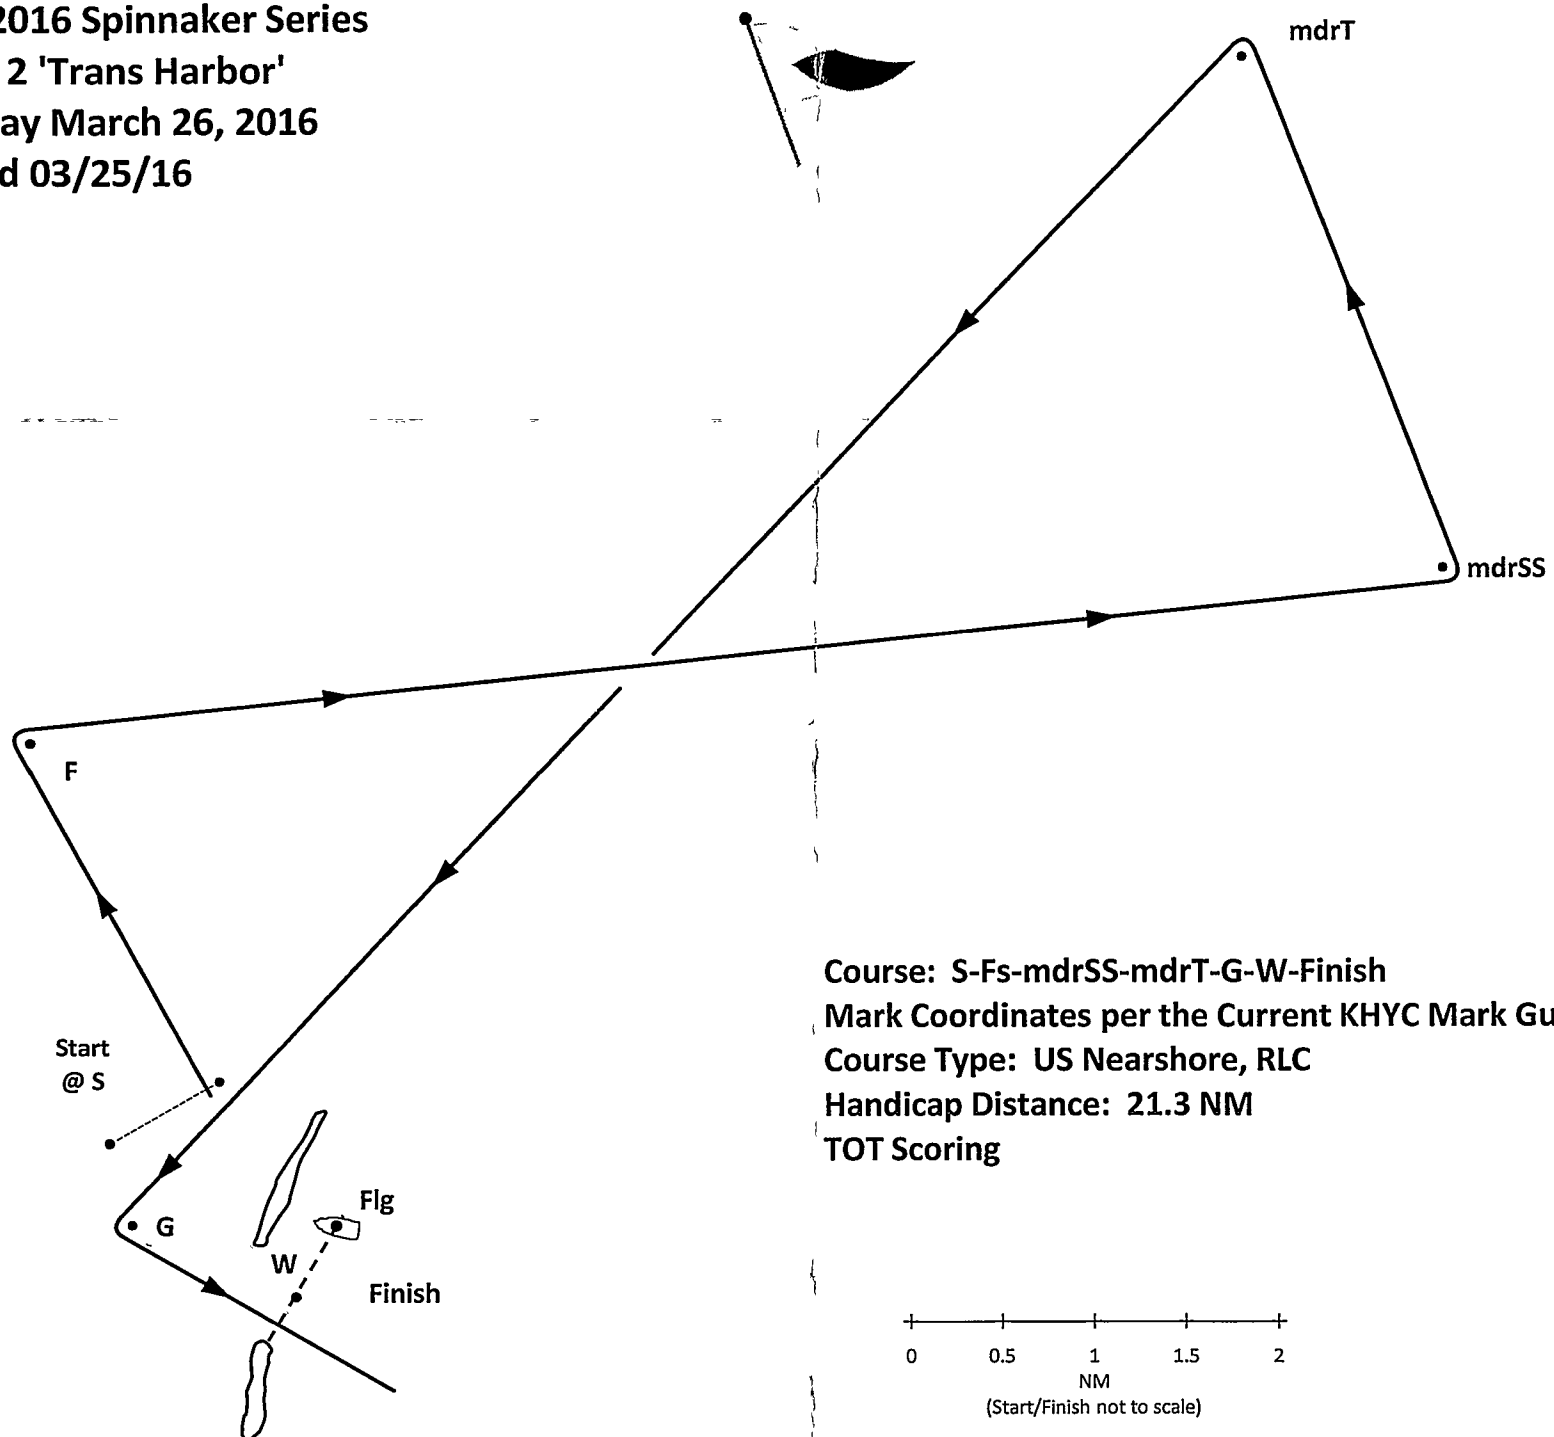 2016 Spinnaker Series
2 'Trans Harbor'
ay March 26, 2016
d 03/25/16
mdrT
mdrSS
F
Start
@ S
G
Flg
W
Finish
Course: S-Fs-mdrSS-mdrT-G-W-Finish
Mark Coordinates per the Current KHYC Mark Gu
Course Type: US Nearshore, RLC
Handicap Distance: 21.3 NM
TOT Scoring
0 0.5 1 1.5 2
NM
(Start/Finish not to scale)